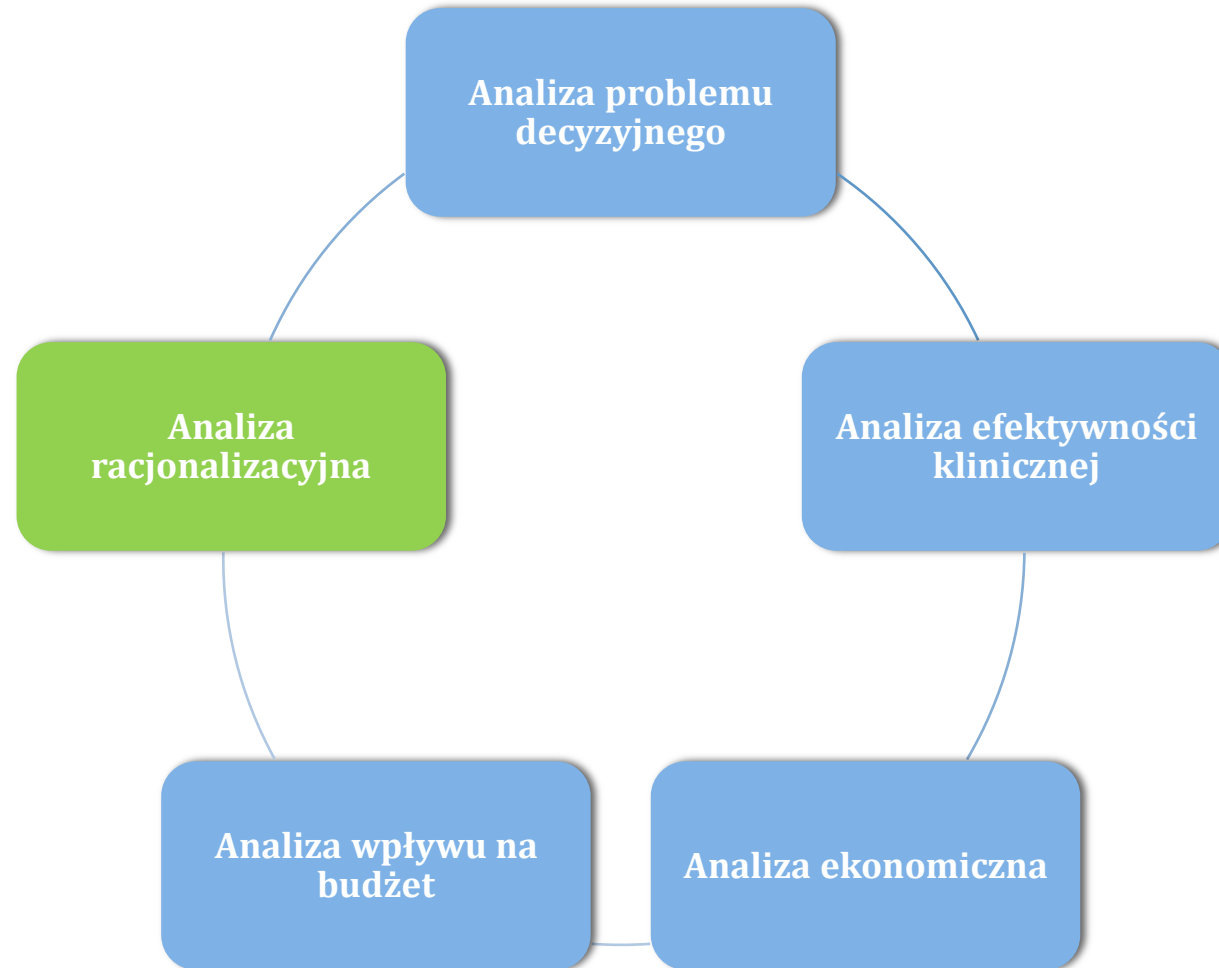 Analiza problemu
decyzyjnego
Analiza
racjonalizacyjna
Analiza efektywności
klinicznej
Analiza wpływu na
budżet
Analiza ekonomiczna